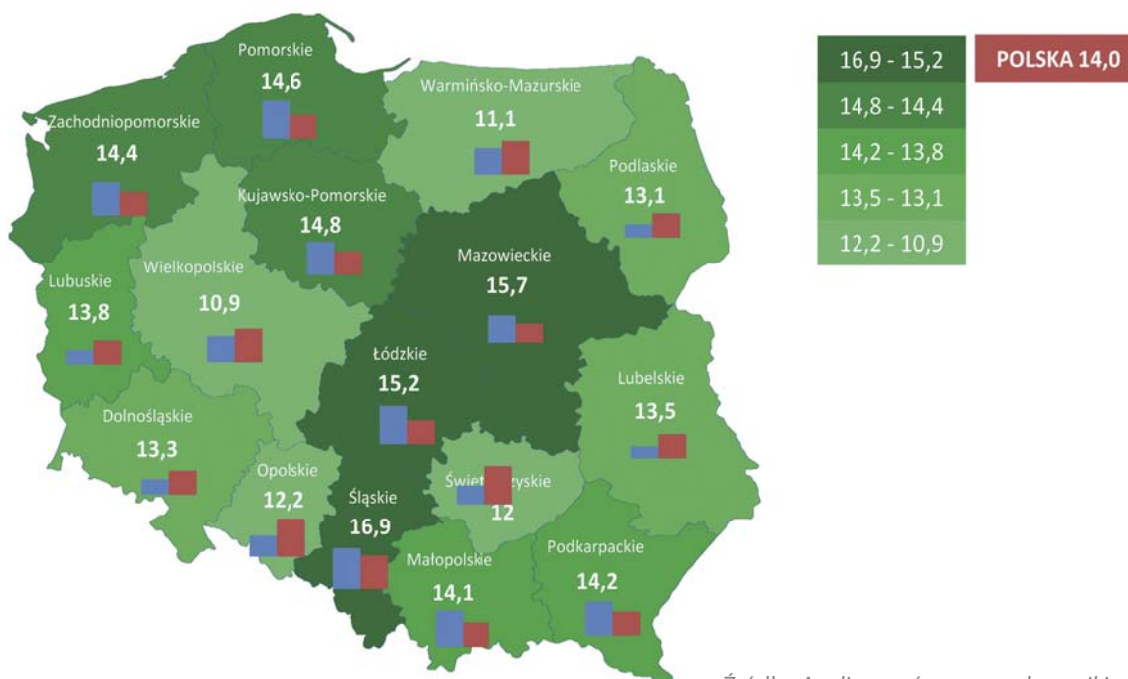 Pomorskie
14,6
Warmińsko-Mazurskie
11,1
Zachodniopomorskie
14,4
Podlaskie
13,1
Kujawsko-Pomorskie
14,8
Mazowieckie
15,7
Wielkopolskie
10,9
Lubuskie
13,8
Łódzkie
15,2
Lubelskie
13,5
Dolnośląskie
13,3
Opolskie
12,2
Śląskie
16,9
12
Małopolskie
14,1
Podkarpackie
14,2
16,9 - 15,2
14,8 - 14,4
14,2 - 13,8
13,5 - 13,1
12,2 - 10,9
POLSKA 14,0